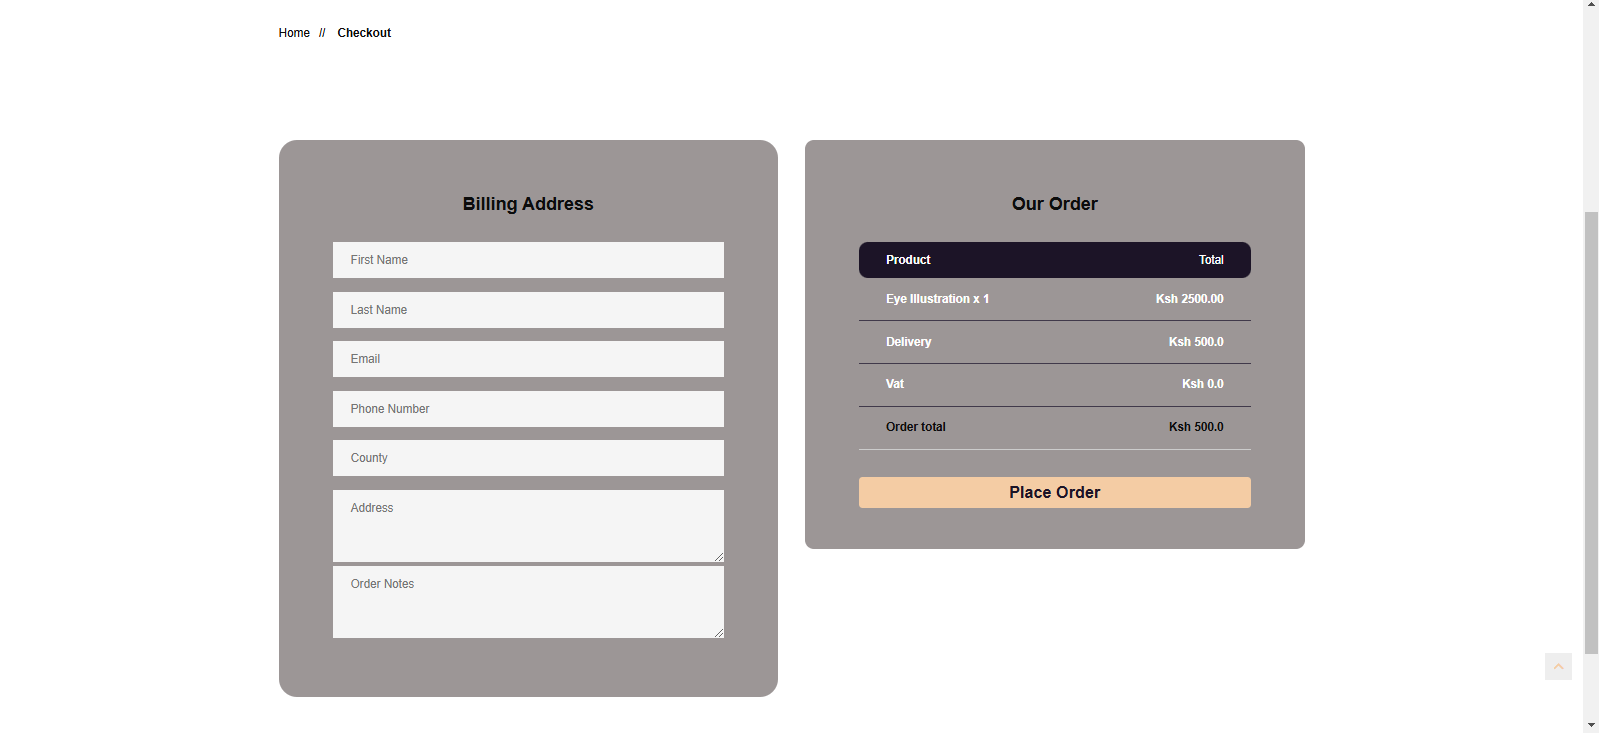 Home // Checkout
Billing Address
First Name
Last Name
Email
Phone Number
County
Address
Order Notes
Our Order
Product Total
Eye Illustration x 1 Ksh 2500.00
Delivery Ksh 500.0
Vat Ksh 0.0
Order total Ksh 500.0
Place Order